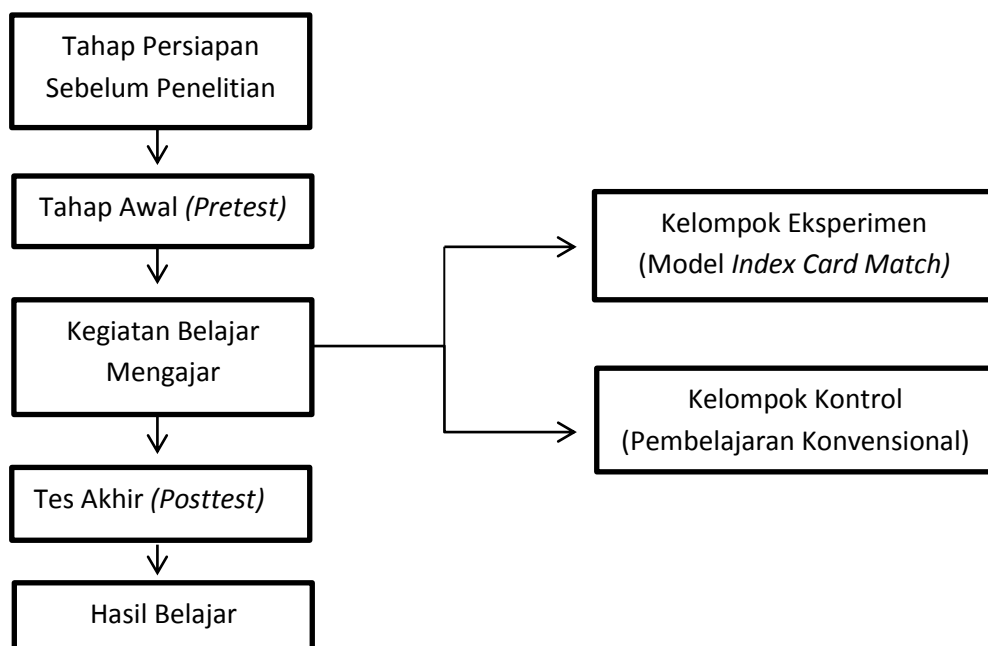 Tahap Persiapan
Sebelum Penelitian
Tahap Awal (Pretest)
Kegiatan Belajar
Mengajar
Tes Akhir (Posttest)
Hasil Belajar
Kelompok Eksperimen
(Model Index Card Match)
Kelompok Kontrol
(Pembelajaran Konvensional)